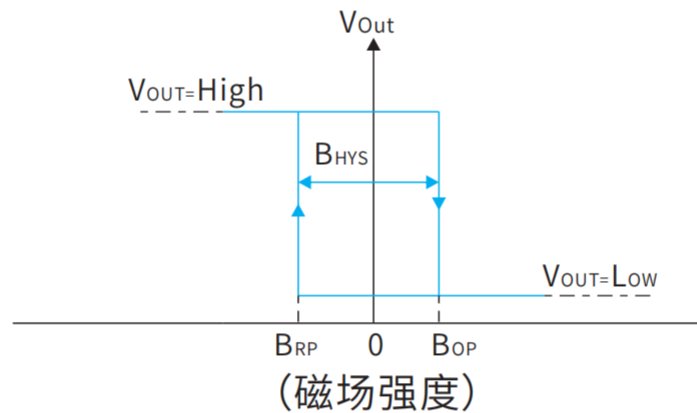 VOut
VOUT=High
BHYS
VOUT=LOW
BRP 0 BOP
（磁场强度）